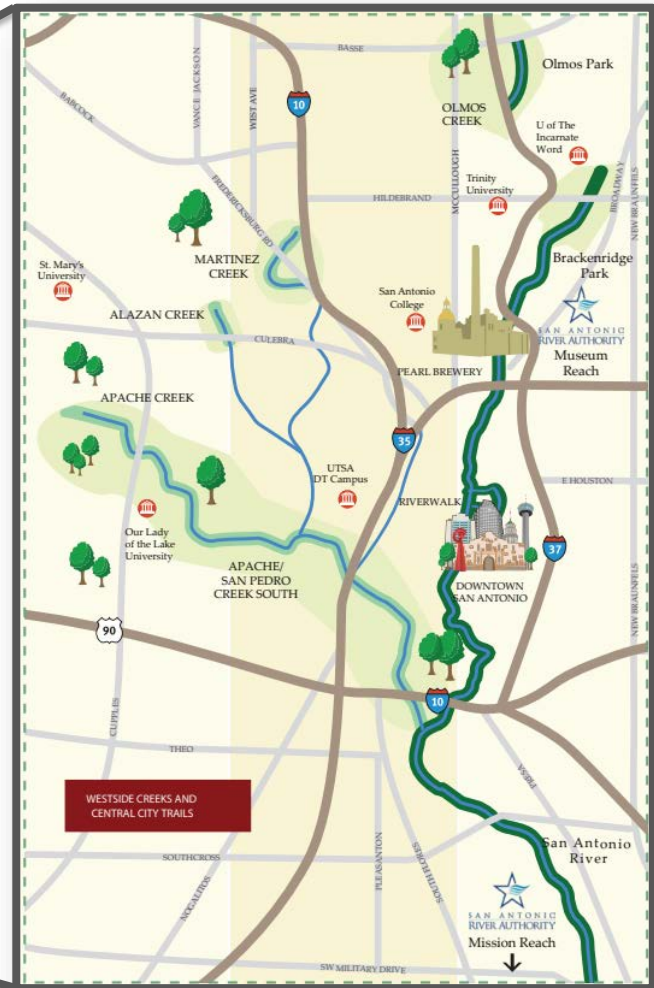 BASSE
Olmos Park
VANCE JACKSON
WEST AVE
BABCOCK
10
OLMOS
CREEK
U of The
Incarnate
Word
MCCULLOUGH
Trinity
University
BROADWAY
NEW BRAUNFELS
FREDERICKSBURG RD
HILDEBRAND
MARTINEZ
CREEK
St. Mary's
University
Brackenridge
Park
San Antonio
College
ALAZAN CREEK
SAN ANTONIO
RIVER AUTHORITY
Museum
Reach
CULEBRA
PEARL BREWERY
APACHE CREEK
35
UTSA
DT Campus
E HOUSTON
RIVERWALK
Our Lady
of the Lake
University
37
APACHE/
SAN PEDRO
CREEK SOUTH
DOWNTOWN
SAN ANTONIO
NEW BRAUNFELS
90
10
CUPPLES
THEO
PRESA
WESTSIDE CREEKS AND
CENTRAL CITY TRAILS
San Antonio
River
SOUTHCROSS
NOGALITOS
PLEASANTON
SOUTH FLORES
SAN ANTONIO
RIVER AUTHORITY
Mission Reach
SW MILITARY DRIVE